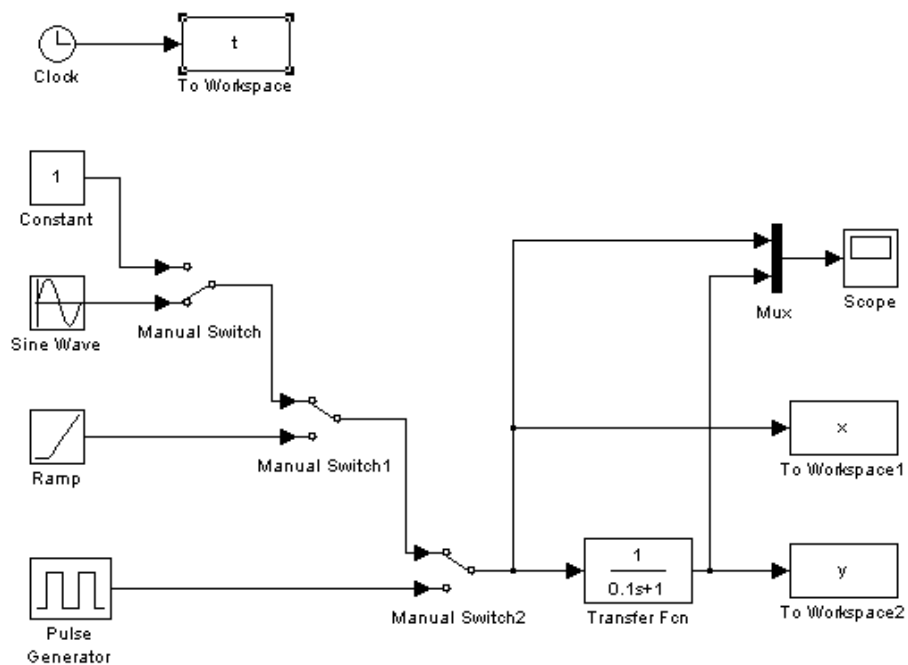 t
Clock
To Workspace
1
Constant
Sine Wave
Manual Switch
Mux
Scope
Ramp
Manual Switch1
x
To Workspace1
Pulse
Generator
Manual Switch2
1
0.1s+1
Transfer Fcn
y
To Workspace2